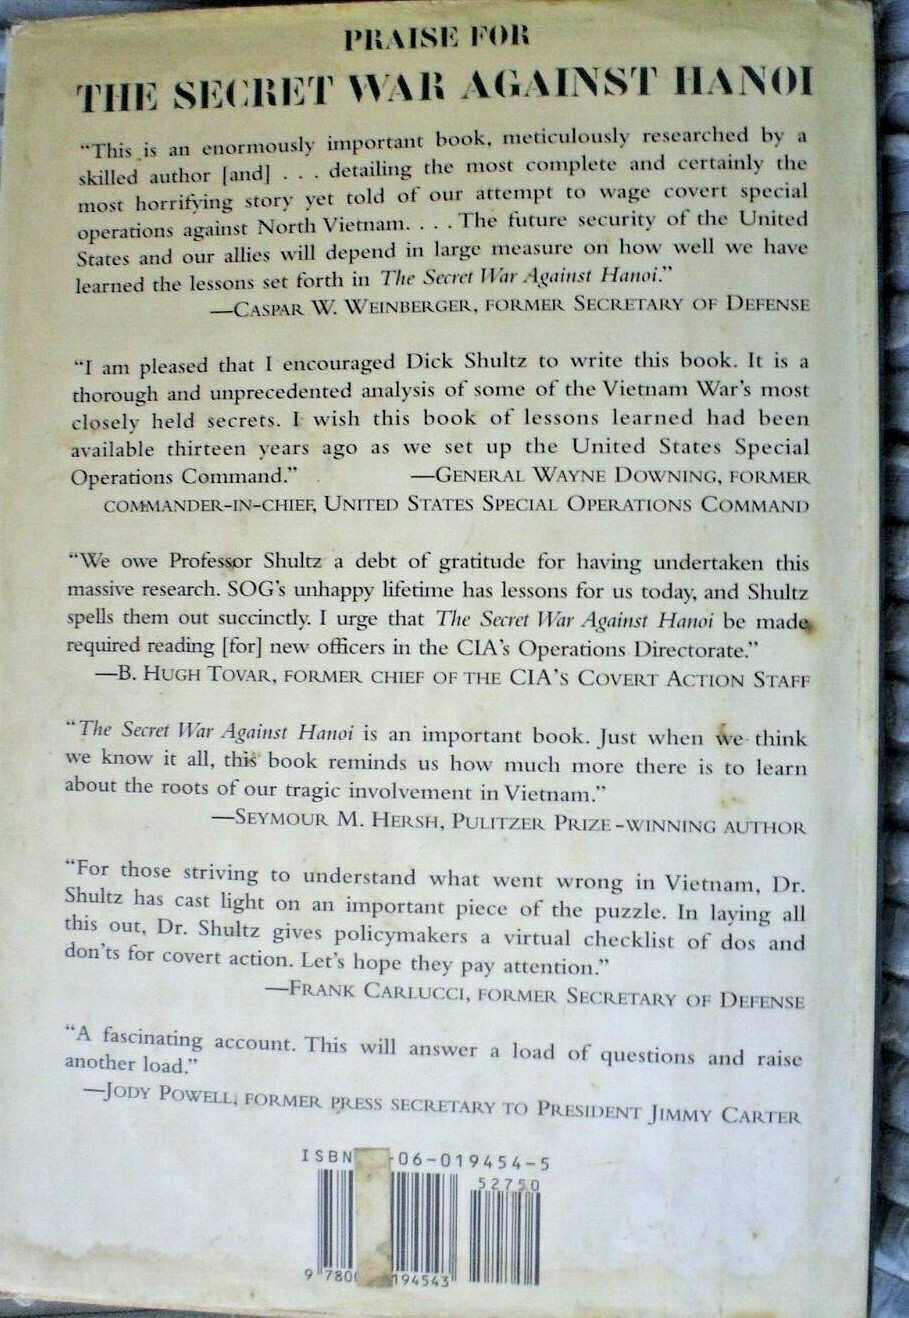 PRAISE FOR
THE SECRET WAR AGAINST HANOI
“This is an enormously important book, meticulously researched by a
skilled author [and] . . . detailing the most complete and certainly the
most horrifying story yet told of our attempt to wage covert special
operations against North Vietnam. . . . The future security of the United
States and our allies will depend in large measure on how well we have
learned the lessons set forth in The Secret War Against Hanoi.”
—CASPAR W. WEINBERGER, FORMER SECRETARY OF DEFENSE
“I am pleased that I encouraged Dick Shultz to write this book. It is a
thorough and unprecedented analysis of some of the Vietnam War's most
closely held secrets. I wish this book of lessons learned had been
available thirteen years ago as we set up the United States Special
Operations Command.” —GENERAL WAYNE DOWNING, FORMER
COMMANDER-IN-CHIEF, UNITED STATES SPECIAL OPERATIONS COMMAND
“We owe Professor Shultz a debt of gratitude for having undertaken this
massive research. SOG's unhappy lifetime has lessons for us today, and Shultz
spells them out succinctly. I urge that The Secret War Against Hanoi be made
required reading [for] new officers in the CIA's Operations Directorate.”
—B. HUGH TOVAR, FORMER CHIEF OF THE CIA'S COVERT ACTION STAFF
“The Secret War Against Hanoi is an important book. Just when we think
we know it all, this book reminds us how much more there is to learn
about the roots of our tragic involvement in Vietnam.”
—SEYMOUR M. HERSH, PULITZER PRIZE-WINNING AUTHOR
“For those striving to understand what went wrong in Vietnam, Dr.
Shultz has cast light on an important piece of the puzzle. In laying all
this out, Dr. Shultz gives policymakers a virtual checklist of dos and
don'ts for covert action. Let's hope they pay attention.”
—FRANK CARLUCCI, FORMER SECRETARY OF DEFENSE
“A fascinating account. This will answer a load of questions and raise
another load.”
—JODY POWELL, FORMER PRESS SECRETARY TO PRESIDENT JIMMY CARTER
ISBN -06-019454-5
52750
9 780 194543